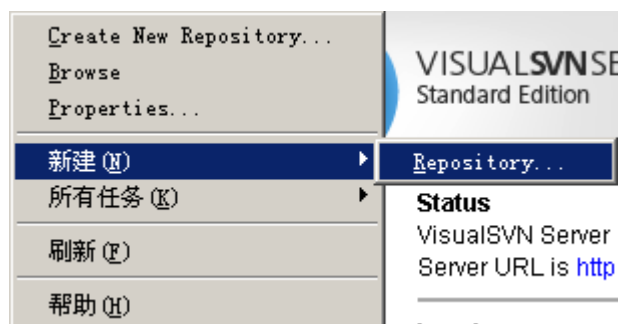 Create New Repository...
Browse
Properties...
新建(N)
所有任务(K)
刷新(F)
帮助(H)
Repository...
VISUALSVNSE
Standard Edition
Status
VisualSVN Server
Server URL is http